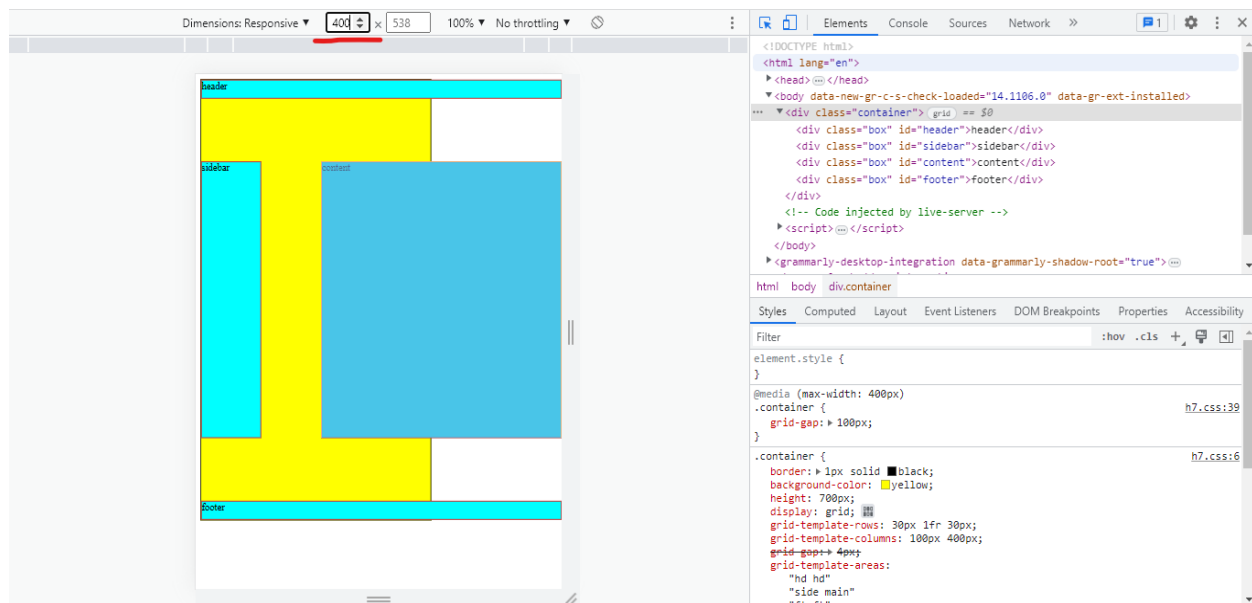 Dimensions: Responsive ▼ 400 × 538 100% ▼ No throttling ▼
Elements Console Sources Network » 1
header
sidebar
content
footer
<!DOCTYPE html>
<html lang="en">
▶<head>…</head>
▼<body data-new-gr-c-s-check-loaded="14.1106.0" data-gr-ext-installed>
… ▼<div class="container"> grid == $0
<div class="box" id="header">header</div>
<div class="box" id="sidebar">sidebar</div>
<div class="box" id="content">content</div>
<div class="box" id="footer">footer</div>
</div>
<!-- Code injected by live-server -->
▶<script>…</script>
</body>
▶<grammarly-desktop-integration data-grammarly-shadow-root="true">…
html body div.container
Styles Computed Layout Event Listeners DOM Breakpoints Properties Accessibility
Filter :hov .cls +
element.style {
}
@media (max-width: 400px)
.container { h7.css:39
grid-gap: ▶ 100px;
}
.container { h7.css:6
border: ▶ 1px solid black;
background-color: yellow;
height: 700px;
display: grid;
grid-template-rows: 30px 1fr 30px;
grid-template-columns: 100px 400px;
grid-gap: ▶ 4px;
grid-template-areas:
"hd hd"
"side main"